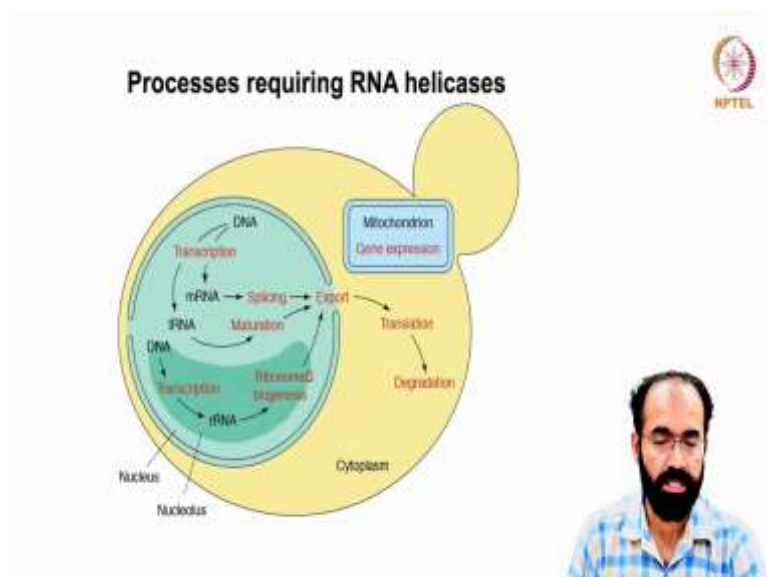 Processes requiring RNA helicases
NPTEL
DNA
Transcription
mRNA
Splicing
Export
tRNA
Maturation
DNA
Transcription
Ribosomal
biogenesis
rRNA
Mitochondrion
Gene expression
Translation
Degradation
Cytoplasm
Nucleus
Nucleolus